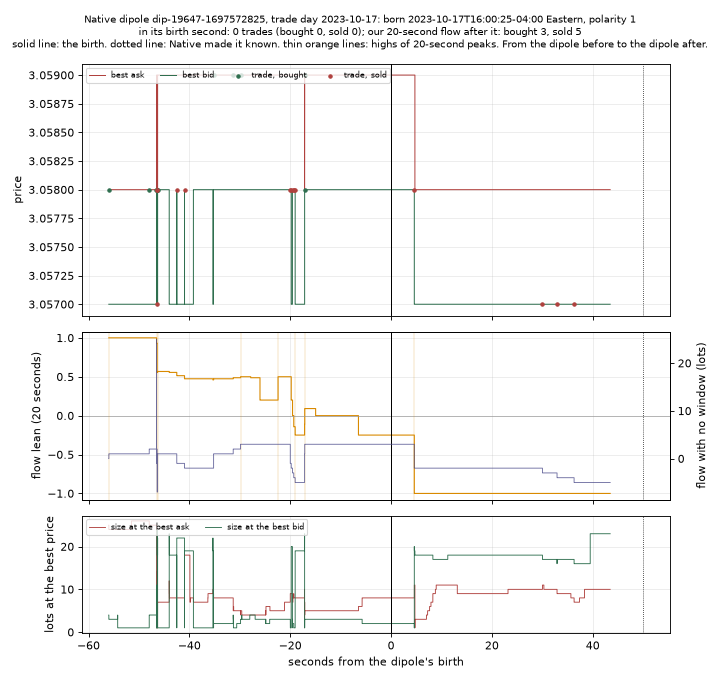 Native dipole dip-19647-1697572825, trade day 2023-10-17: born 2023-10-17T16:00:25-04:00 Eastern, polarity 1
in its birth second: 0 trades (bought 0, sold 0); our 20-second flow after it: bought 3, sold 5
solid line: the birth. dotted line: Native made it known. thin orange lines: highs of 20-second peaks. From the dipole before to the dipole after.
best ask best bid trade, bought trade, sold
3.05900
3.05875
3.05850
3.05825
3.05800
3.05775
3.05750
3.05725
3.05700
price
1.0
0.5
0.0
−0.5
−1.0
flow lean (20 seconds)
20
10
0
flow with no window (lots)
size at the best ask size at the best bid
20
10
0
lots at the best price
−60 −40 −20 0 20 40
seconds from the dipole's birth